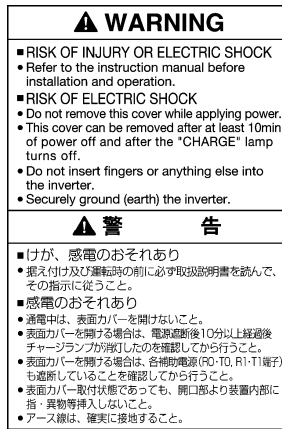 WARNING
■RISK OF INJURY OR ELECTRIC SHOCK
●Refer to the instruction manual before
installation and operation.
■RISK OF ELECTRIC SHOCK
●Do not remove this cover while applying power.
●This cover can be removed after at least 10min
of power off and after the "CHARGE" lamp
turns off.
●Do not insert fingers or anything else into
the inverter.
●Securely ground (earth) the inverter.
警 告
■けが、感電のおそれあり
●据え付け及び運転時の前に必ず取扱説明書を読んで、
その指示に従うこと。
■感電のおそれあり
●通電中は、表面カバーを開けないこと。
●表面カバーを開ける場合は、電源遮断後10分以上経過後
チャージランプが消灯したのを確認してから行うこと。
●表面カバーを開ける場合は、各補助電源(R0･T0, R1･T1端子)
も遮断していることを確認してから行うこと。
●表面カバー取付状態であっても、開口部より装置内部に
指・異物等挿入しないこと。
●アース線は、確実に接地すること。